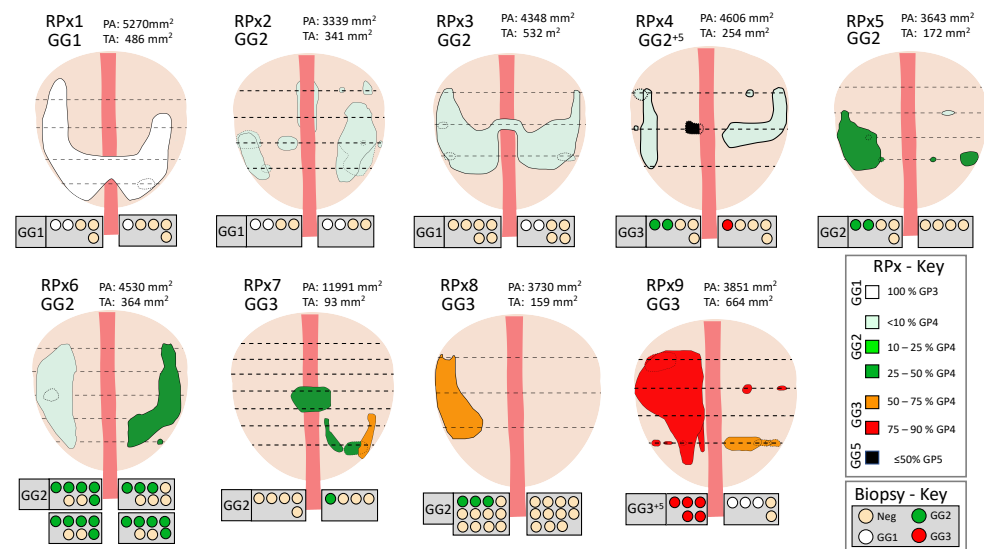 RPx1 PA: 5270mm²
GG1 TA: 486 mm²
RPx2 PA: 3339 mm²
GG2 TA: 341 mm²
RPx3 PA: 4348 mm²
GG2 TA: 532 m²
RPx4 PA: 4606 mm²
GG2⁺⁵ TA: 254 mm²
RPx5 PA: 3643 mm²
GG2 TA: 172 mm²
GG1
GG1
GG1
GG3
GG2
RPx6 PA: 4530 mm²
GG2 TA: 364 mm²
RPx7 PA: 11991 mm²
GG3 TA: 93 mm²
RPx8 PA: 3730 mm²
GG3 TA: 159 mm²
RPx9 PA: 3851 mm²
GG3 TA: 664 mm²
GG2
GG2
GG2
GG3⁺⁵
RPx - Key
GG1
100 % GP3
GG2
<10 % GP4
10 – 25 % GP4
25 – 50 % GP4
GG3
50 – 75 % GP4
75 – 90 % GP4
GG5
≤50% GP5
Biopsy - Key
Neg GG2
GG1 GG3